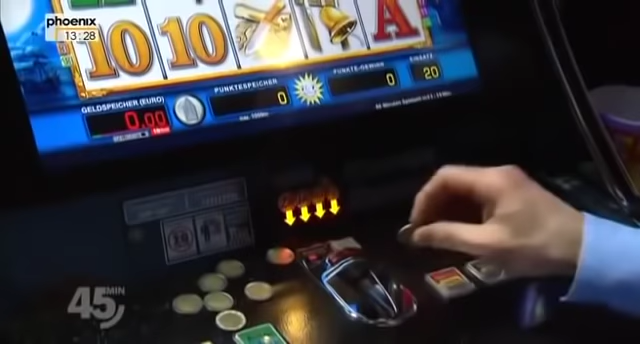 phoenix
13:28
10 10 A
GELDSPEICHER (EURO)
0,00
PUNKTESPEICHER
0
PUNKTE-GEWINN
0
EINSATZ
20
45 MIN